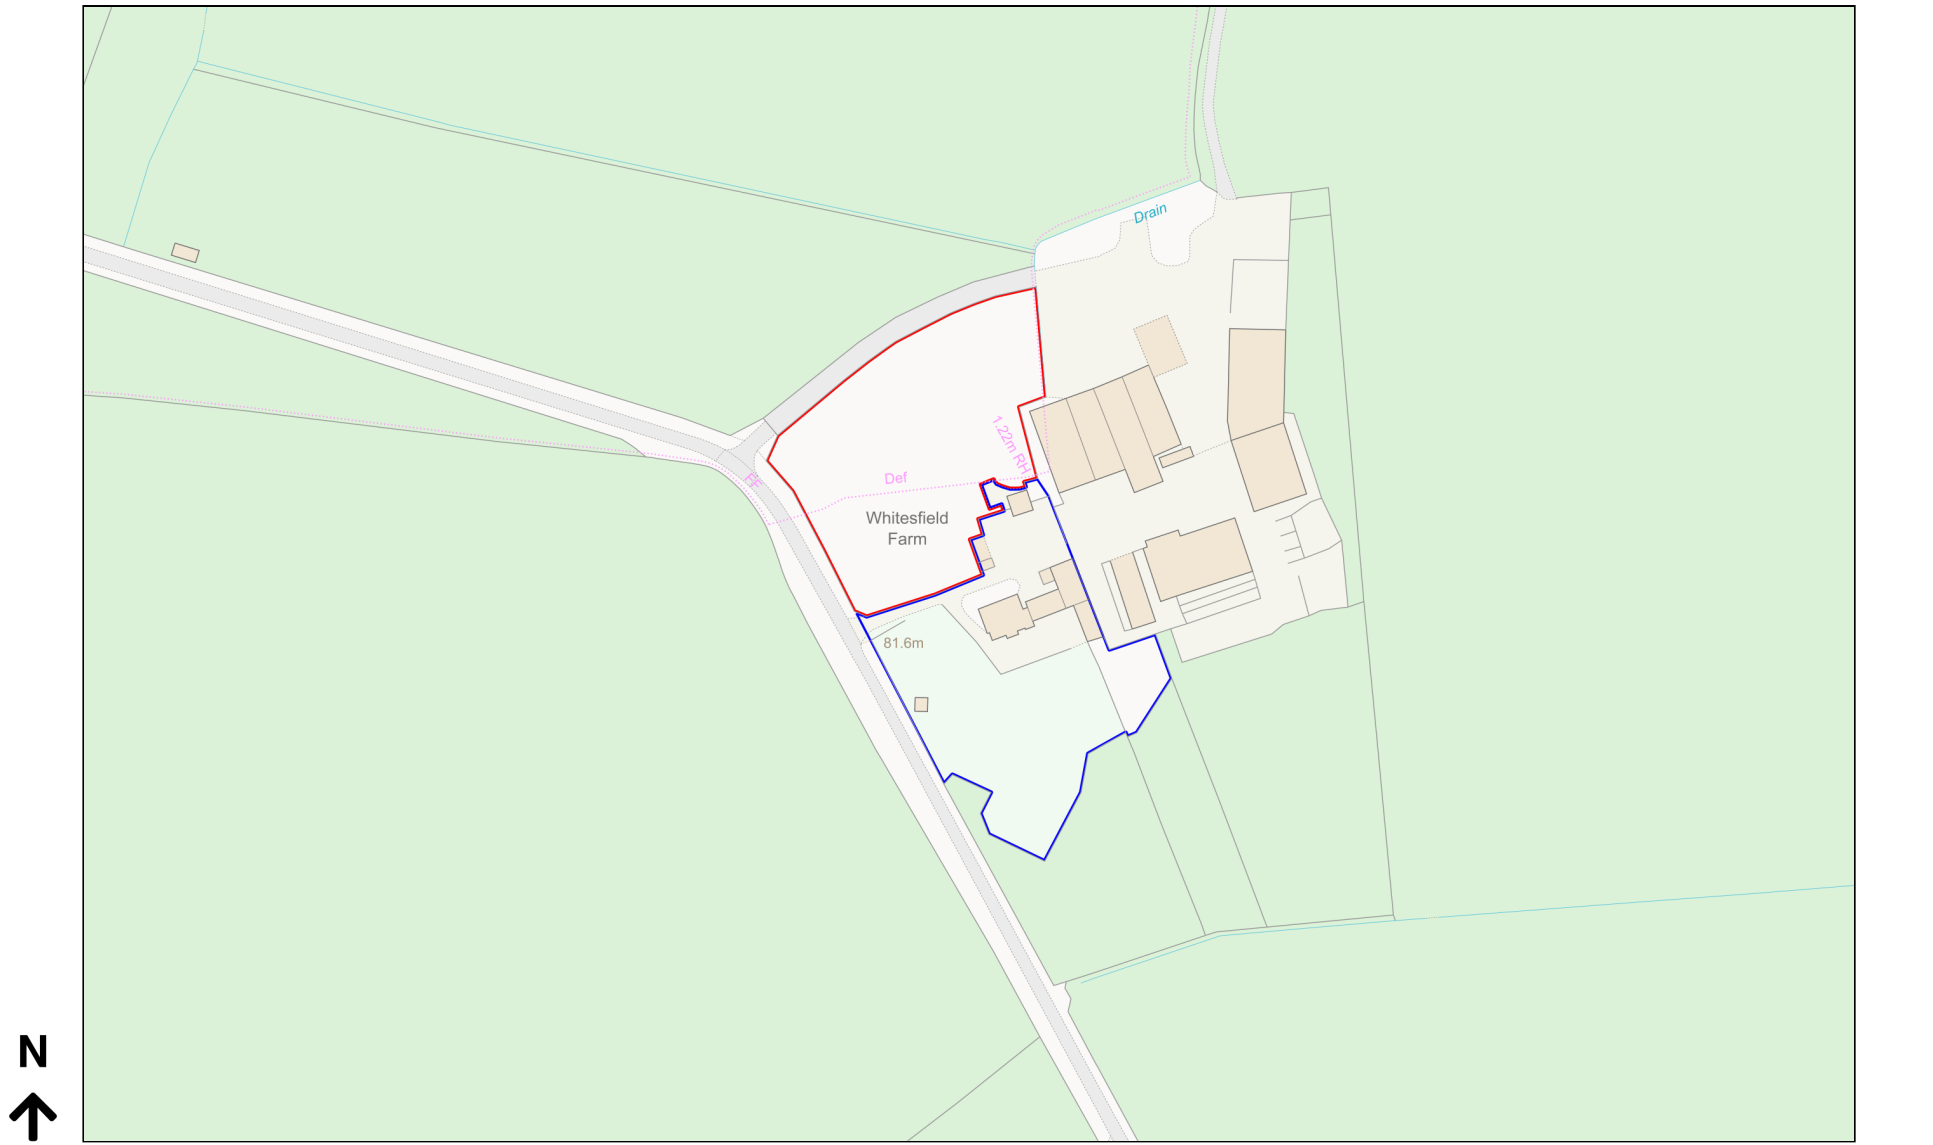 Drain
1.22m RH
Def
FF
Whitesfield
Farm
81.6m
N